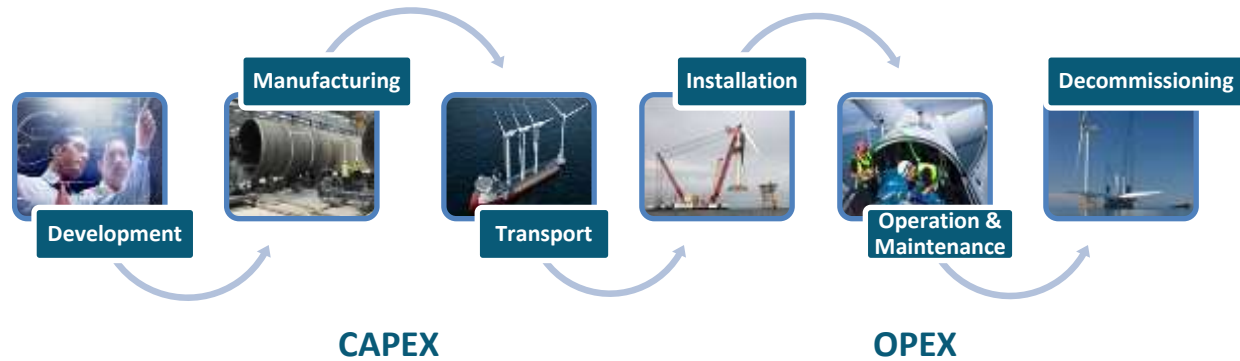 Manufacturing
Installation
Decommissioning
Development
Transport
Operation &
Maintenance
CAPEX
OPEX